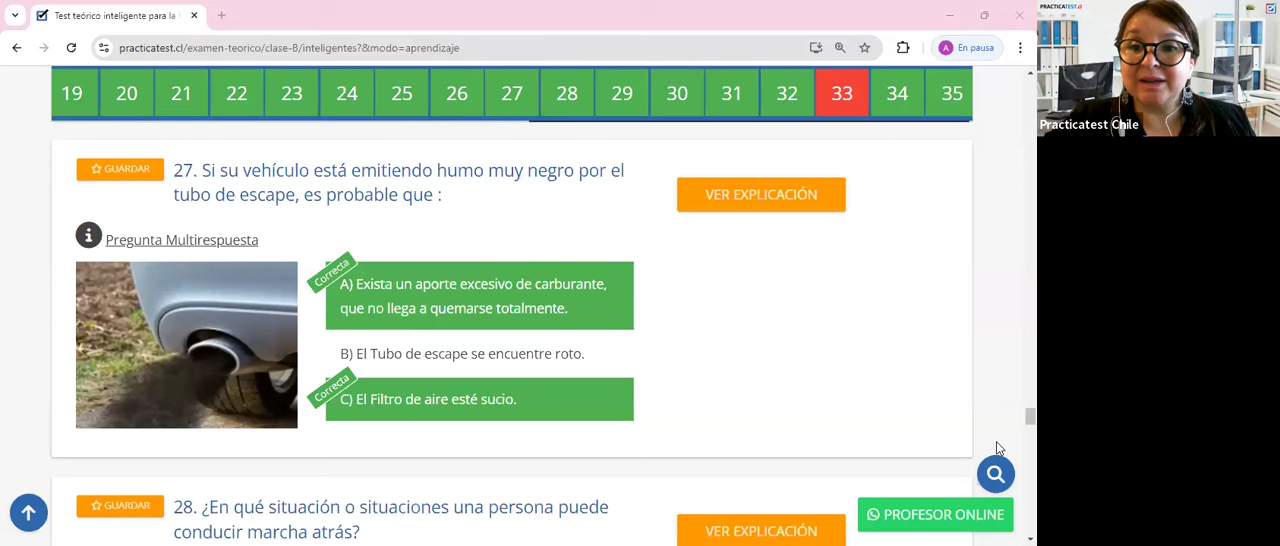 Test teórico inteligente para la
practicatest.cl/examen-teorico/clase-B/inteligentes?&modo=aprendizaje
A
En pausa
PRACTICATEST.cl
Practicatest Chile
19 20 21 22 23 24 25 26 27 28 29 30 31 32 33 34 35
GUARDAR
27. Si su vehículo está emitiendo humo muy negro por el
tubo de escape, es probable que :
VER EXPLICACIÓN
Pregunta Multirespuesta
Correcta
A) Exista un aporte excesivo de carburante,
que no llega a quemarse totalmente.
B) El Tubo de escape se encuentre roto.
Correcta
C) El Filtro de aire esté sucio.
GUARDAR
28. ¿En qué situación o situaciones una persona puede
conducir marcha atrás?
VER EXPLICACIÓN
PROFESOR ONLINE